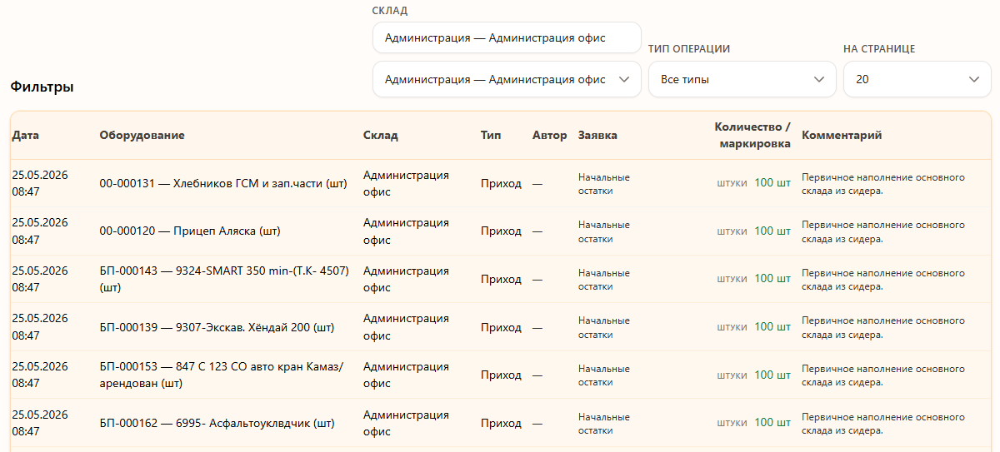 СКЛАД
Администрация — Администрация офис
ТИП ОПЕРАЦИИ
НА СТРАНИЦЕ
Фильтры
Администрация — Администрация офис
Все типы
20
Дата Оборудование Склад Тип Автор Заявка Количество / маркировка Комментарий
25.05.2026 08:47 00-000131 — Хлебников ГСМ и зап.части (шт) Администрация офис Приход — Начальные остатки штуки 100 шт Первичное наполнение основного склада из сидера.
25.05.2026 08:47 00-000120 — Прицеп Аляска (шт) Администрация офис Приход — Начальные остатки штуки 100 шт Первичное наполнение основного склада из сидера.
25.05.2026 08:47 БП-000143 — 9324-SMART 350 min-(Т.К- 4507) (шт) Администрация офис Приход — Начальные остатки штуки 100 шт Первичное наполнение основного склада из сидера.
25.05.2026 08:47 БП-000139 — 9307-Экскав. Хёндай 200 (шт) Администрация офис Приход — Начальные остатки штуки 100 шт Первичное наполнение основного склада из сидера.
25.05.2026 08:47 БП-000153 — 847 С 123 СО авто кран Камаз/арендован (шт) Администрация офис Приход — Начальные остатки штуки 100 шт Первичное наполнение основного склада из сидера.
25.05.2026 08:47 БП-000162 — 6995- Асфальтоуклвдчик (шт) Администрация офис Приход — Начальные остатки штуки 100 шт Первичное наполнение основного склада из сидера.